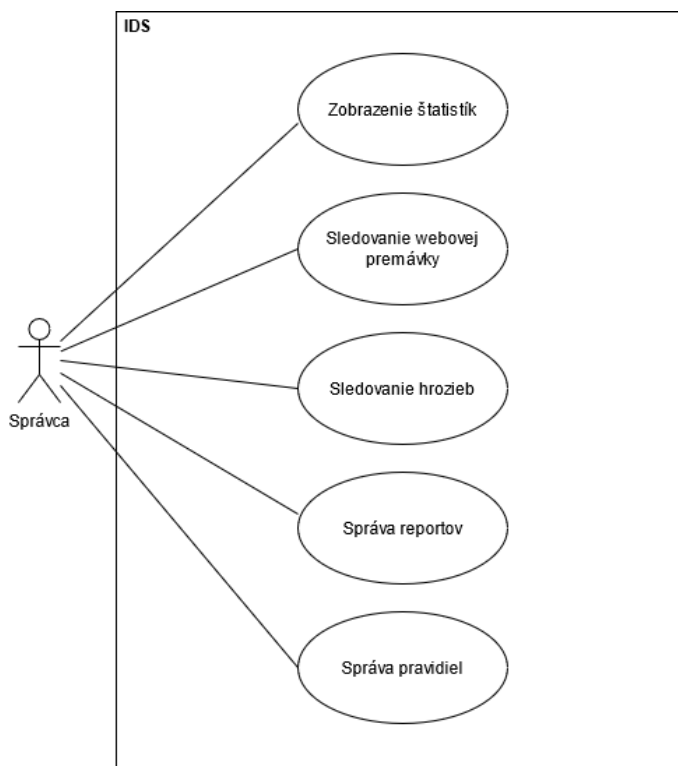 IDS
Zobrazenie štatistík
Sledovanie webovej
premávky
Sledovanie hrozieb
Správca
Správa reportov
Správa pravidiel